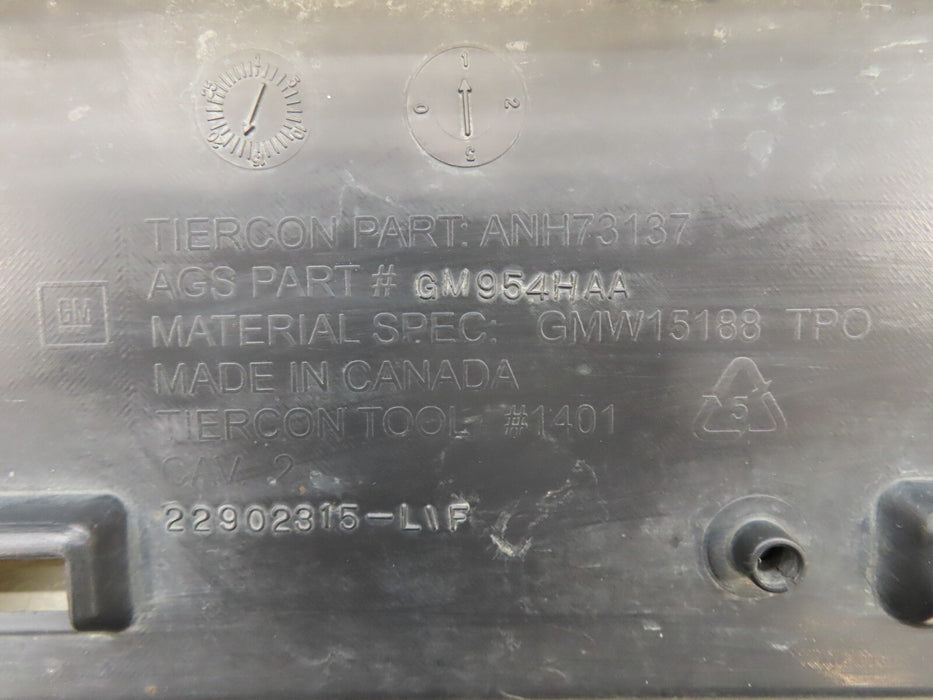 1
2
3
0
TIERCON PART: ANH73137
AGS PART # GM954HAA
GM
MATERIAL SPEC: GMW15188 TPO
MADE IN CANADA
5
TIERCON TOOL #1401
CAV 2
22902315-L\F